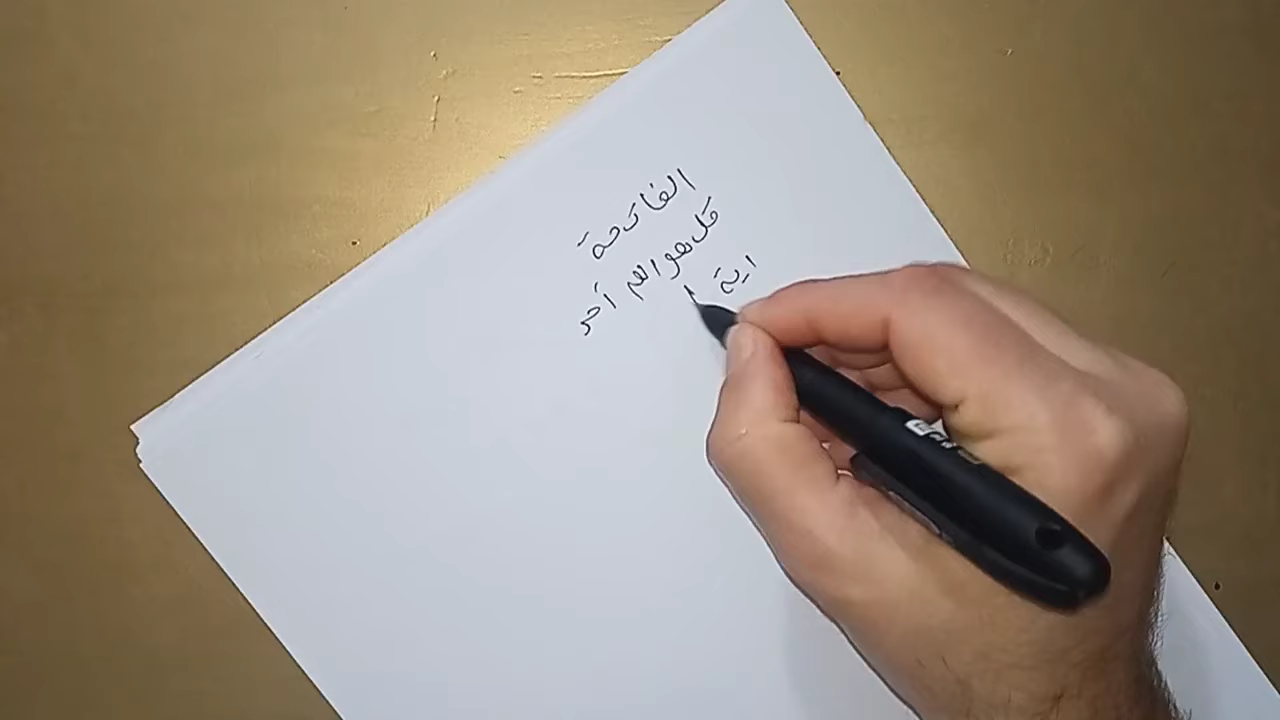 الفاتحة
قل هو الله أحد
اية ا